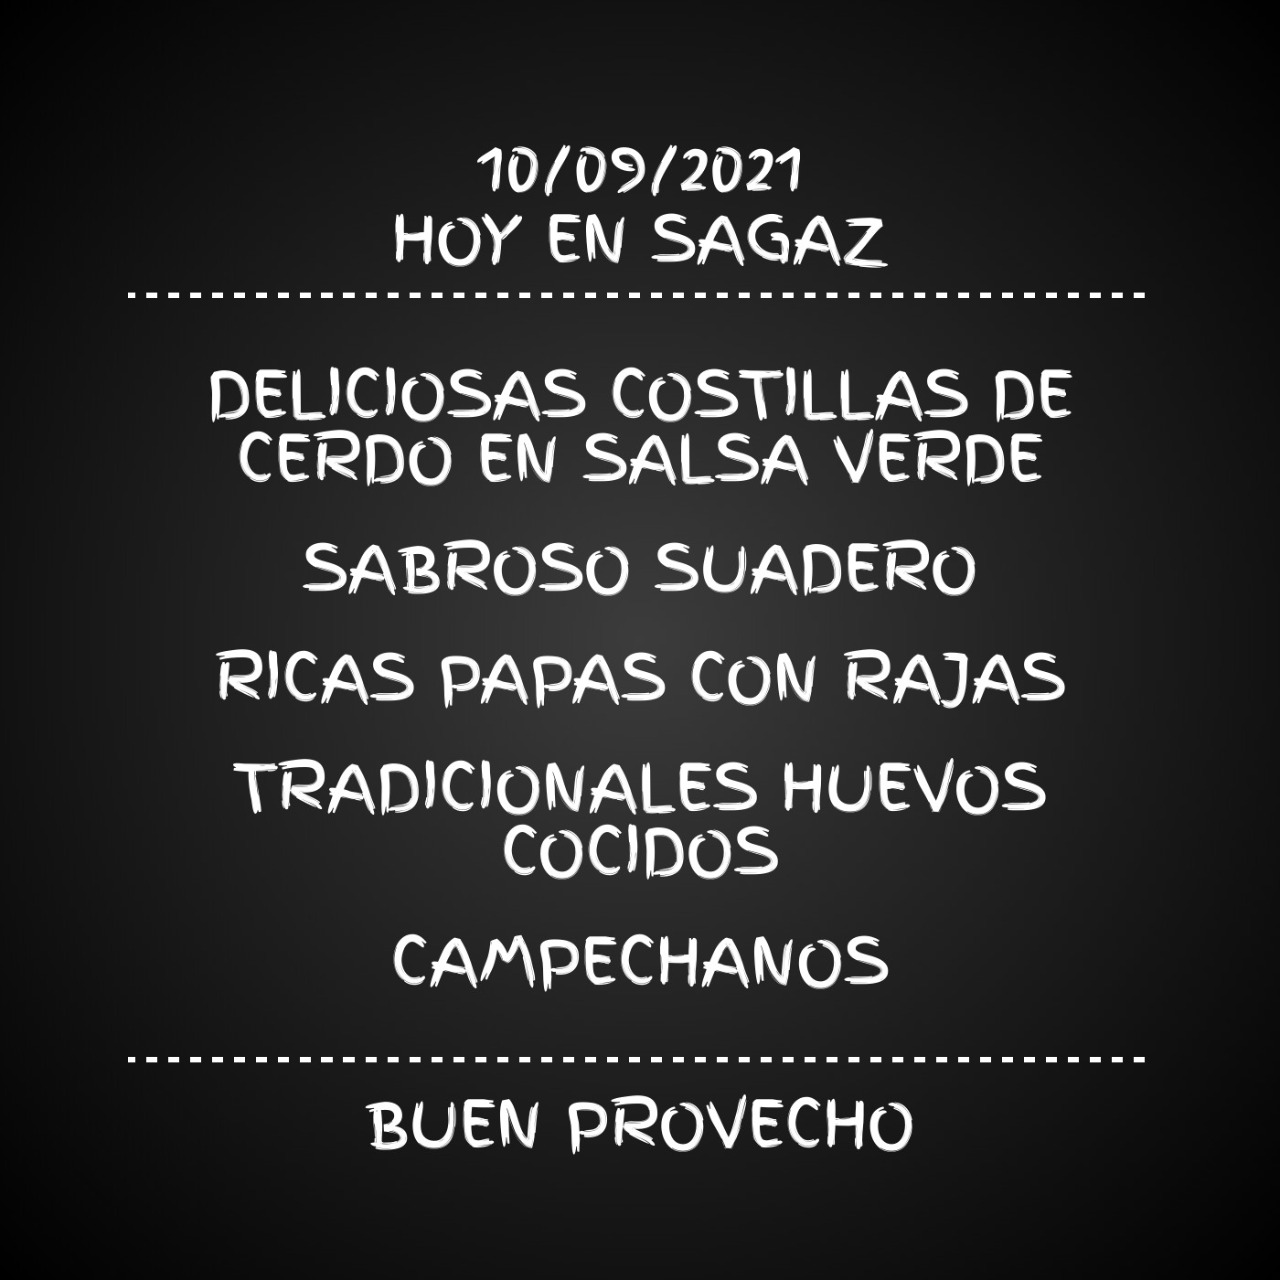 10/09/2021
HOY EN SAGAZ
DELICIOSAS COSTILLAS DE
CERDO EN SALSA VERDE
SABROSO SUADERO
RICAS PAPAS CON RAJAS
TRADICIONALES HUEVOS
COCIDOS
CAMPECHANOS
BUEN PROVECHO